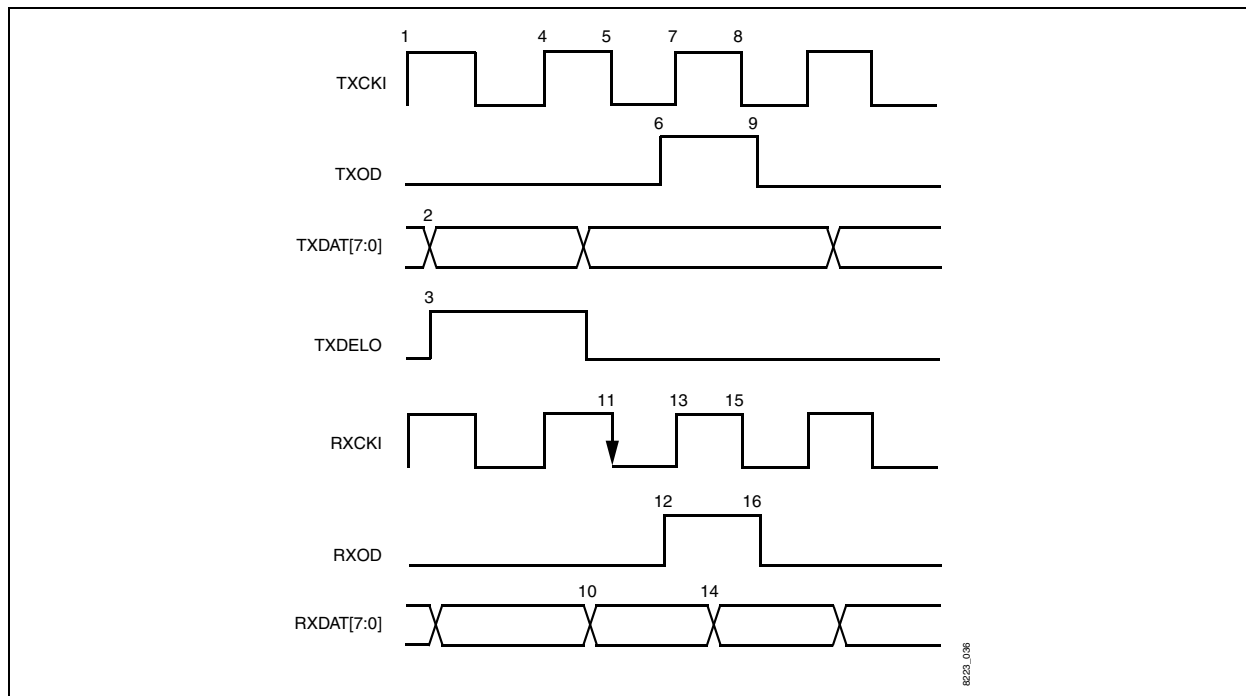 1 4 5 7 8
TXCKI
6 9
TXOD
2
TXDAT[7:0]
3
TXDELO
11 13 15
RXCKI
12 16
RXOD
10 14
RXDAT[7:0]
8223_036